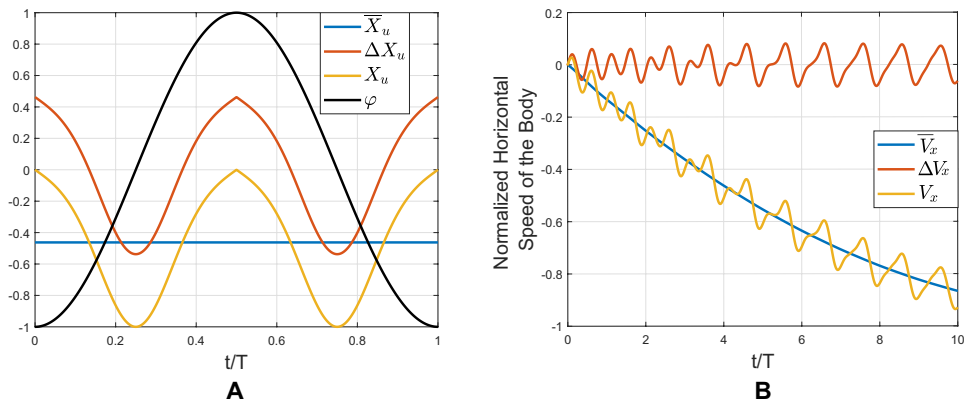 1
0.8
0.6
0.4
0.2
0
-0.2
-0.4
-0.6
-0.8
-1
0 0.2 0.4 0.6 0.8 1
t/T
X̅_u
ΔX_u
X_u
φ
A
Normalized Horizontal
Speed of the Body
0.2
0
-0.2
-0.4
-0.6
-0.8
-1
0 2 4 6 8 10
t/T
V̅_x
ΔV_x
V_x
B